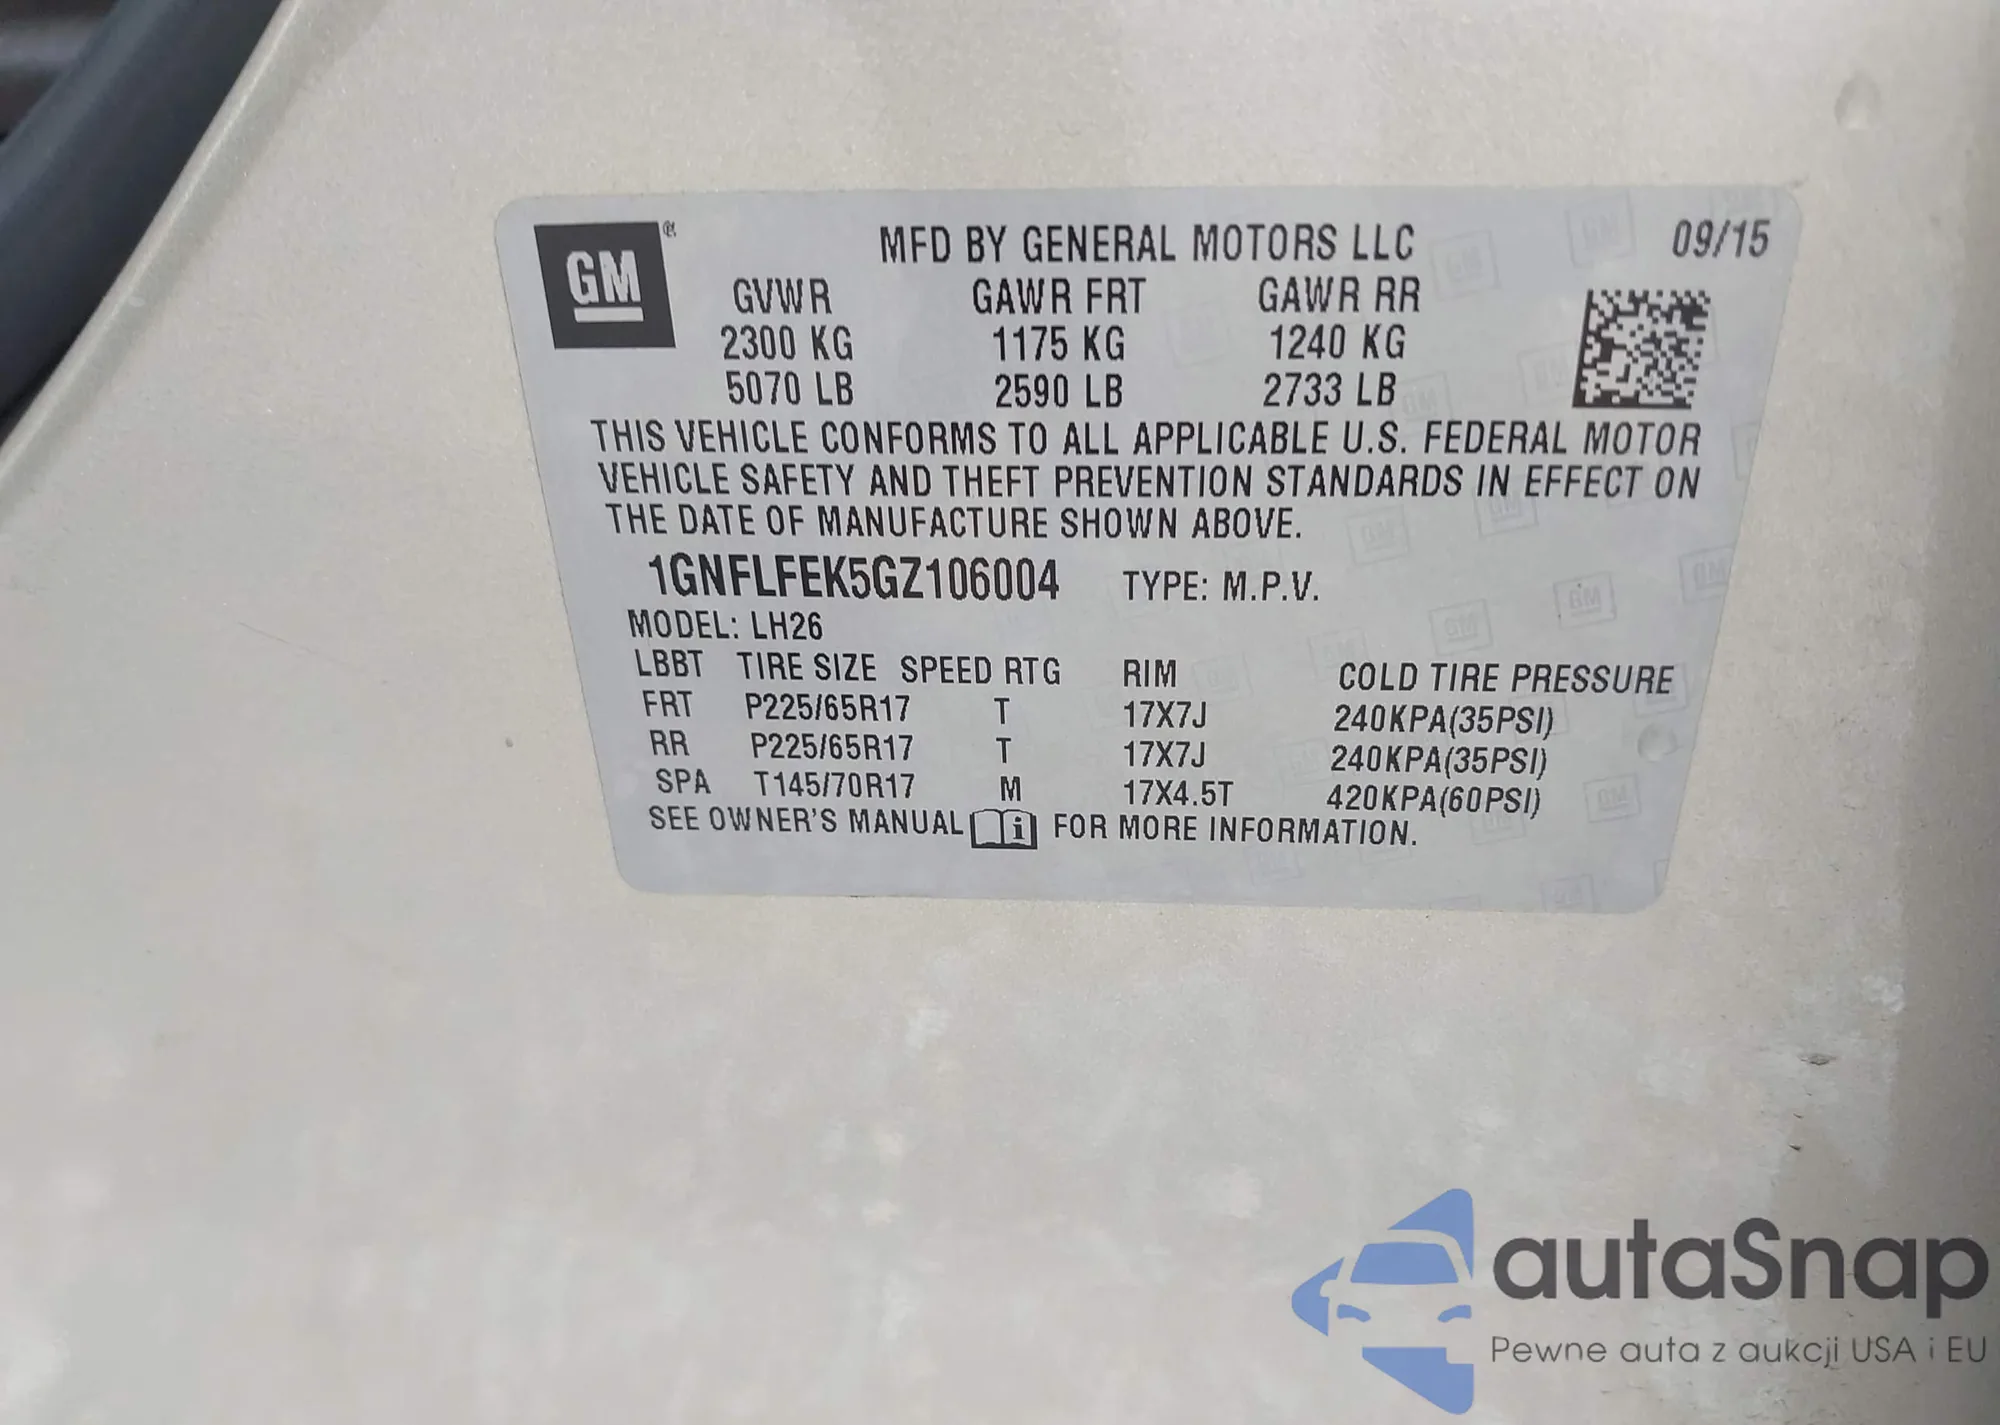 GM
MFD BY GENERAL MOTORS LLC 09/15
GVWR GAWR FRT GAWR RR
2300 KG 1175 KG 1240 KG
5070 LB 2590 LB 2733 LB
THIS VEHICLE CONFORMS TO ALL APPLICABLE U.S. FEDERAL MOTOR
VEHICLE SAFETY AND THEFT PREVENTION STANDARDS IN EFFECT ON
THE DATE OF MANUFACTURE SHOWN ABOVE.
1GNFLFEK5GZ106004 TYPE: M.P.V.
MODEL: LH26
LBBT TIRE SIZE SPEED RTG RIM COLD TIRE PRESSURE
FRT P225/65R17 T 17X7J 240KPA(35PSI)
RR P225/65R17 T 17X7J 240KPA(35PSI)
SPA T145/70R17 M 17X4.5T 420KPA(60PSI)
SEE OWNER'S MANUAL i FOR MORE INFORMATION.
autaSnap
Pewne auta z aukcji USA i EU